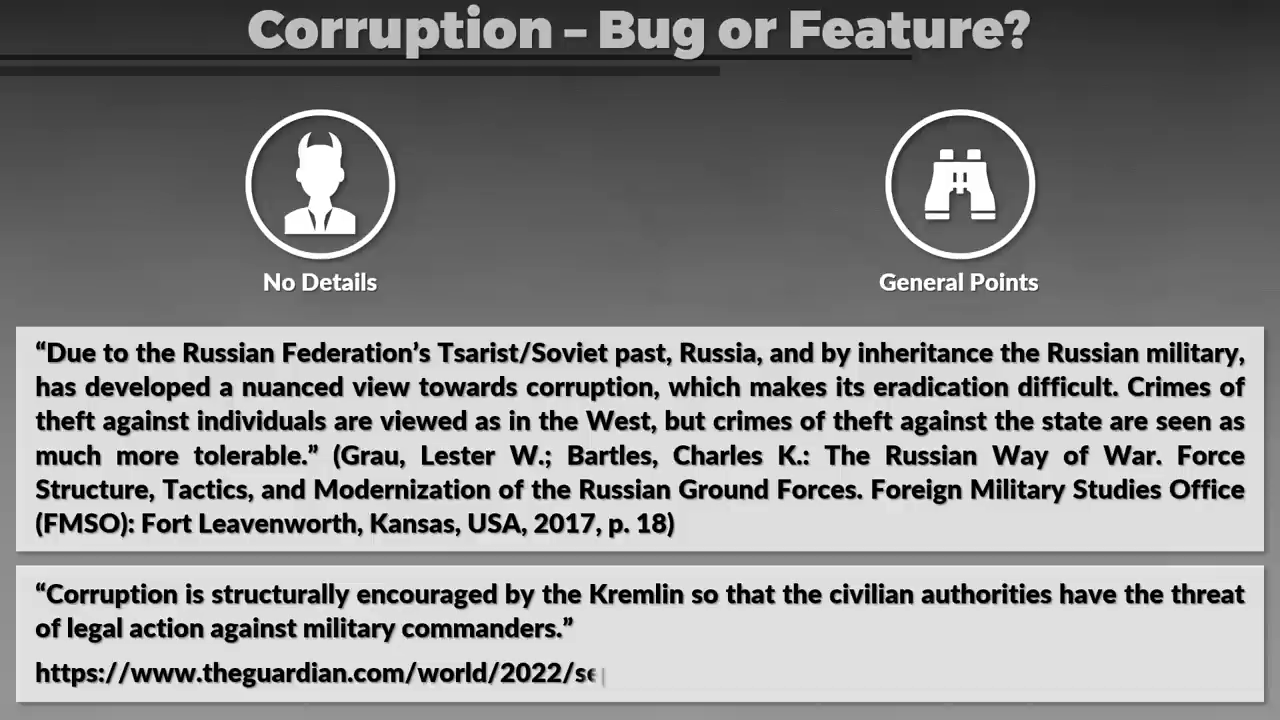 Corruption – Bug or Feature?
No Details
General Points
“Due to the Russian Federation’s Tsarist/Soviet past, Russia, and by inheritance the Russian military,
has developed a nuanced view towards corruption, which makes its eradication difficult. Crimes of
theft against individuals are viewed as in the West, but crimes of theft against the state are seen as
much more tolerable.” (Grau, Lester W.; Bartles, Charles K.: The Russian Way of War. Force
Structure, Tactics, and Modernization of the Russian Ground Forces. Foreign Military Studies Office
(FMSO): Fort Leavenworth, Kansas, USA, 2017, p. 18)
“Corruption is structurally encouraged by the Kremlin so that the civilian authorities have the threat
of legal action against military commanders.”
https://www.theguardian.com/world/2022/se